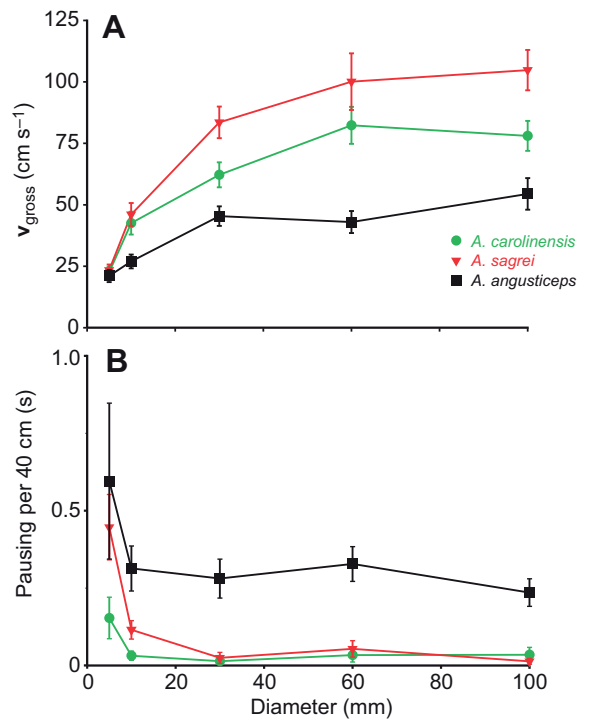 A
125
100
75
50
25
0
v gross (cm s⁻¹)
A. carolinensis
A. sagrei
A. angusticeps
B
1.0
0.5
0
Pausing per 40 cm (s)
0 20 40 60 80 100
Diameter (mm)